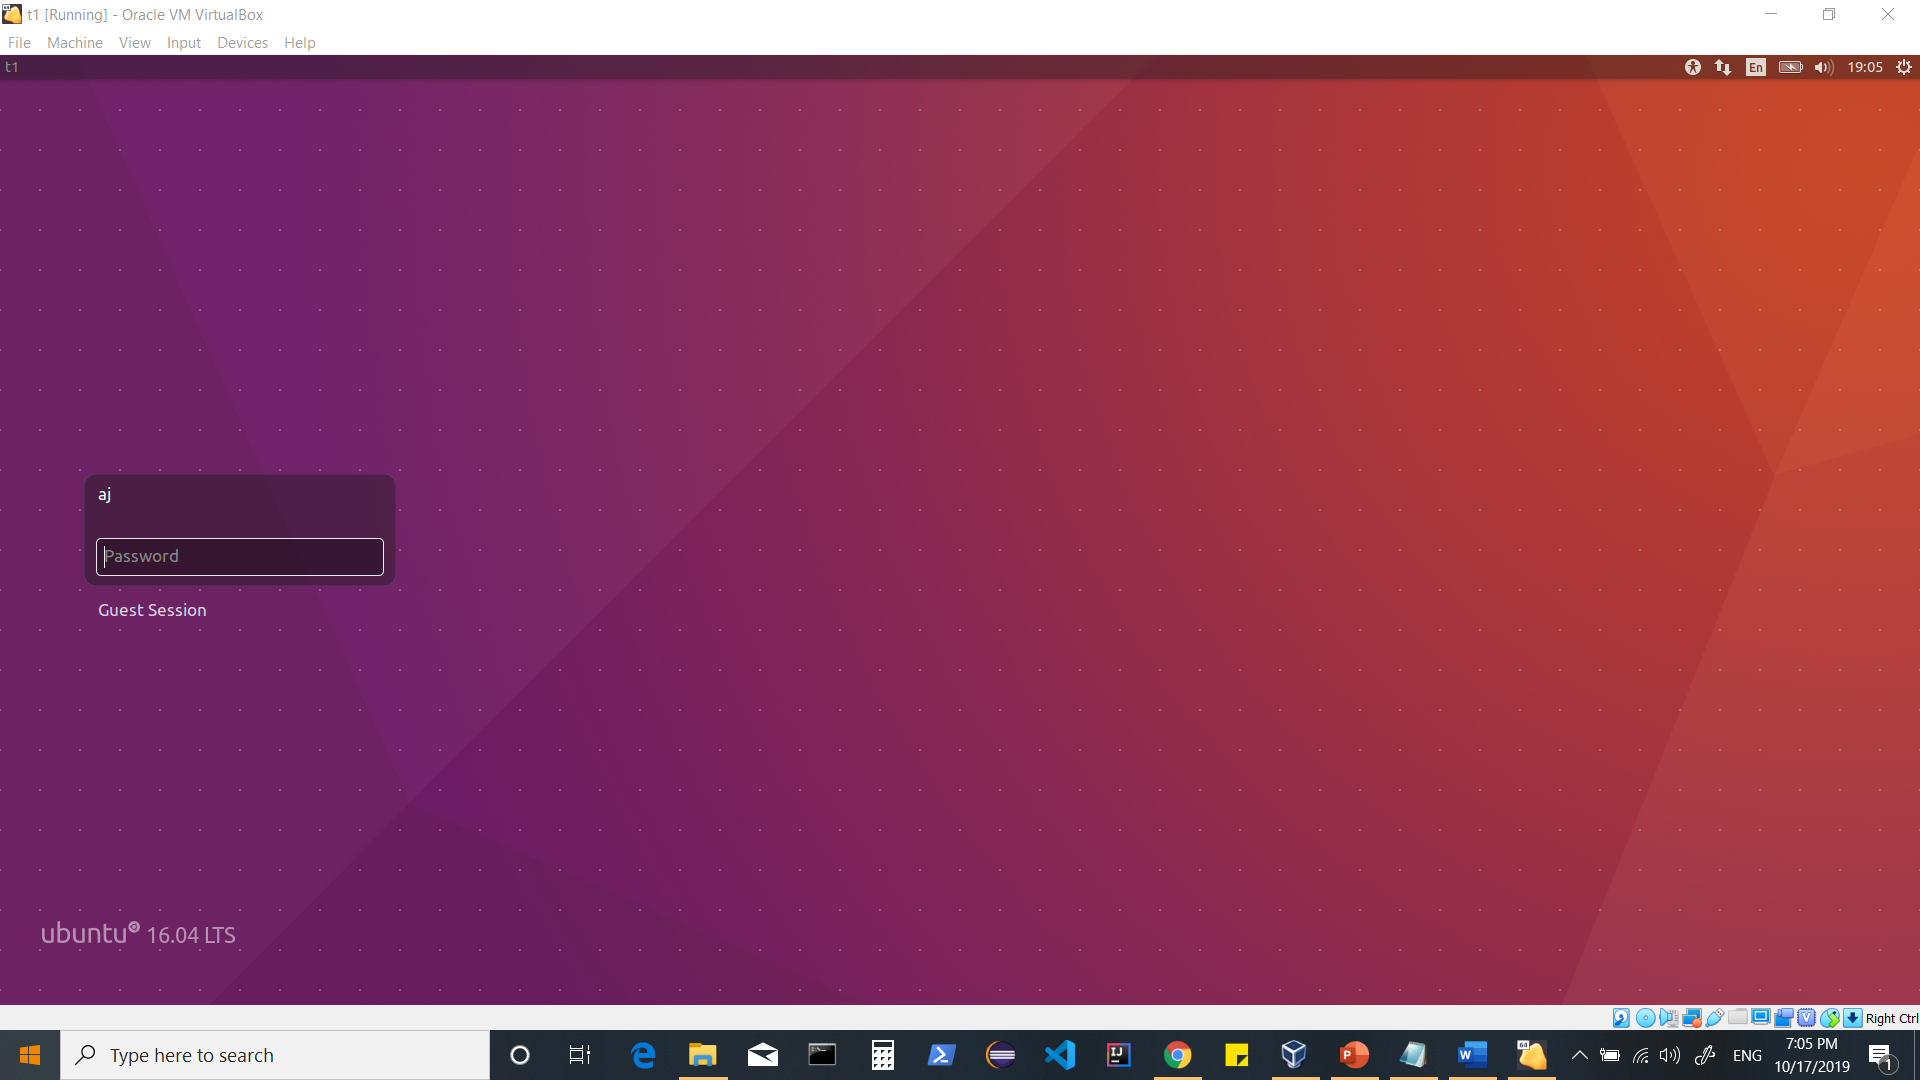 t1 [Running] - Oracle VM VirtualBox
File Machine View Input Devices Help
t1 En 19:05
aj
Password
Guest Session
ubuntu 16.04 LTS
Right Ctrl
Type here to search
ENG
7:05 PM
10/17/2019
1